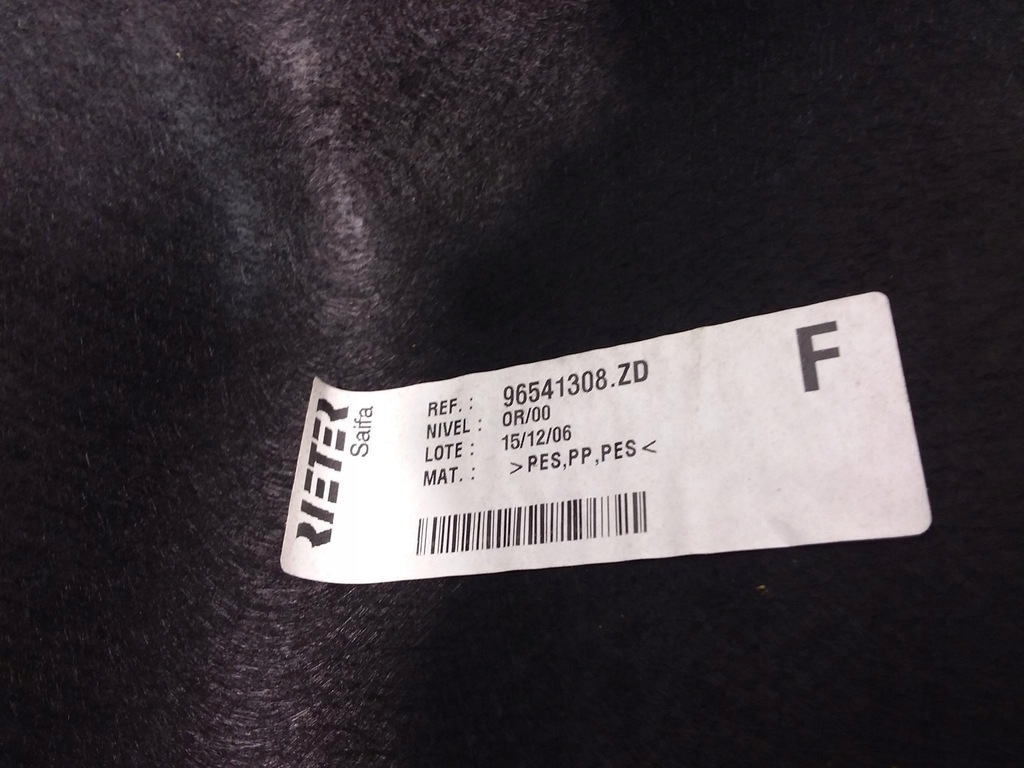 RIETER
Saifa
REF. : 96541308.ZD
NIVEL : OR/00
LOTE : 15/12/06
MAT. : >PES,PP,PES<
F